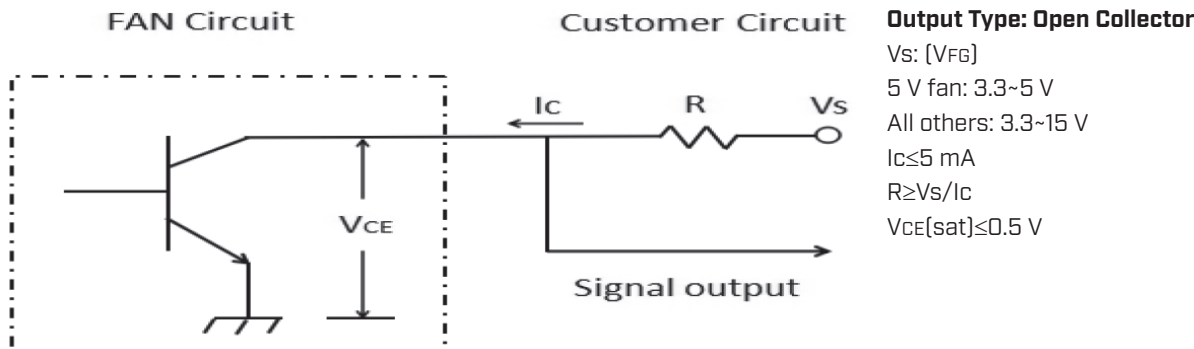 FAN Circuit
Customer Circuit
Ic
R
Vs
VCE
Signal output
Output Type: Open Collector
Vs: (VFG)
5 V fan: 3.3~5 V
All others: 3.3~15 V
Ic≤5 mA
R≥Vs/Ic
VCE(sat)≤0.5 V